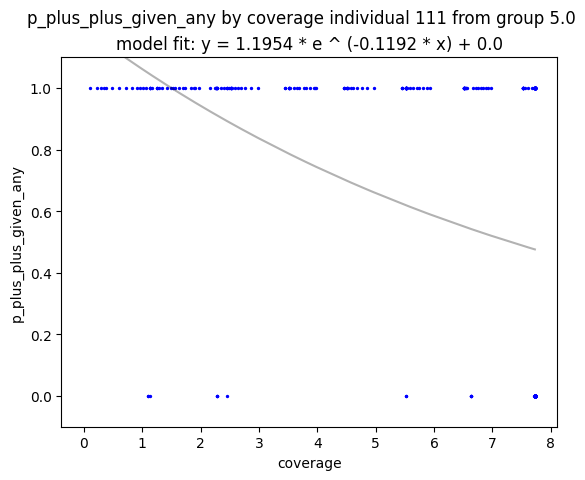 p_plus_plus_given_any by coverage individual 111 from group 5.0
model fit: y = 1.1954 * e ^ (-0.1192 * x) + 0.0
1.0
0.8
0.6
0.4
0.2
0.0
p_plus_plus_given_any
0 1 2 3 4 5 6 7 8
coverage